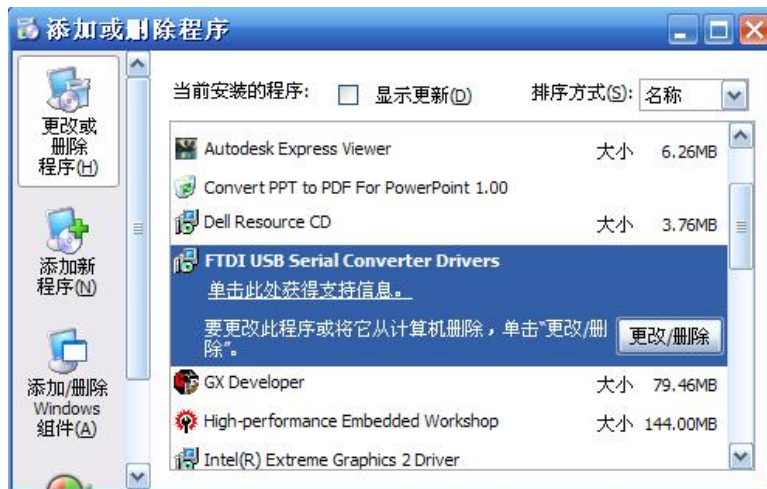 添加或删除程序
更改或
删除
程序(H)
添加新
程序(N)
添加/删除
Windows
组件(A)
当前安装的程序: 显示更新(D) 排序方式(S): 名称
Autodesk Express Viewer 大小 6.26MB
Convert PPT to PDF For PowerPoint 1.00
Dell Resource CD 大小 3.76MB
FTDI USB Serial Converter Drivers
单击此处获得支持信息。
要更改此程序或将它从计算机删除，单击"更改/删
除"。 更改/删除
GX Developer 大小 79.46MB
High-performance Embedded Workshop 大小 144.00MB
Intel(R) Extreme Graphics 2 Driver